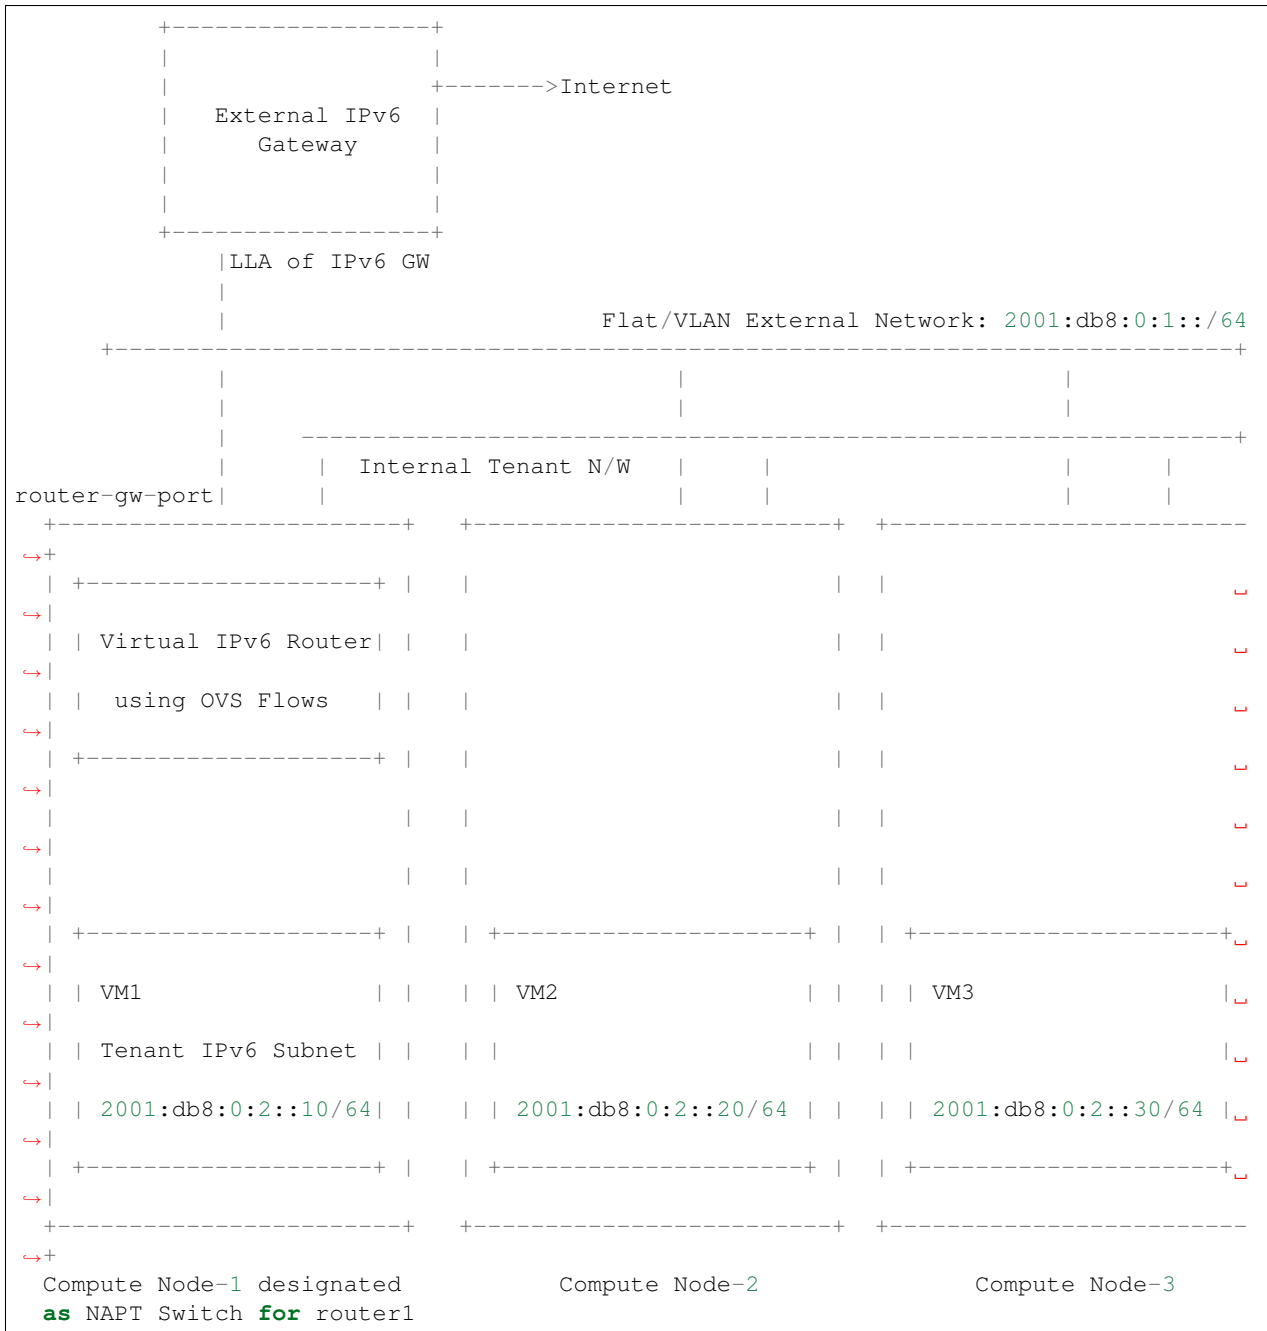 External IPv6
Gateway
+------->Internet
|LLA of IPv6 GW
Flat/VLAN External Network: 2001:db8:0:1::/64
Internal Tenant N/W
router-gw-port|
Virtual IPv6 Router
using OVS Flows
VM1 VM2 VM3
Tenant IPv6 Subnet
2001:db8:0:2::10/64 2001:db8:0:2::20/64 2001:db8:0:2::30/64
Compute Node-1 designated Compute Node-2 Compute Node-3
as NAPT Switch for router1